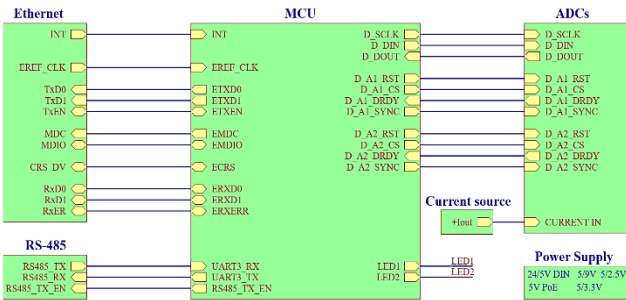 Ethernet MCU ADCs
INT INT D_SCLK D_SCLK
D_DIN D_DIN
D_DOUT D_DOUT
EREF_CLK EREF_CLK
D_A1_RST D_A1_RST
TxD0 ETXD0 D_A1_CS D_A1_CS
TxD1 ETXD1 D_A1_DRDY D_A1_DRDY
TxEN ETXEN D_A1_SYNC D_A1_SYNC
MDC EMDC D_A2_RST D_A2_RST
MDIO EMDIO D_A2_CS D_A2_CS
D_A2_DRDY D_A2_DRDY
CRS_DV ECRS D_A2_SYNC D_A2_SYNC
RxD0 ERXD0
RxD1 ERXD1
RxER ERXERR
Current source
+Iout CURRENT IN
RS-485
Power Supply
RS485_TX UART3_RX LED1 LED1
RS485_RX UART3_TX LED2 LED2
RS485_TX_EN RS485_TX_EN
24/5V DIN 5/9V 5/2.5V
5V PoE 5/3.3V